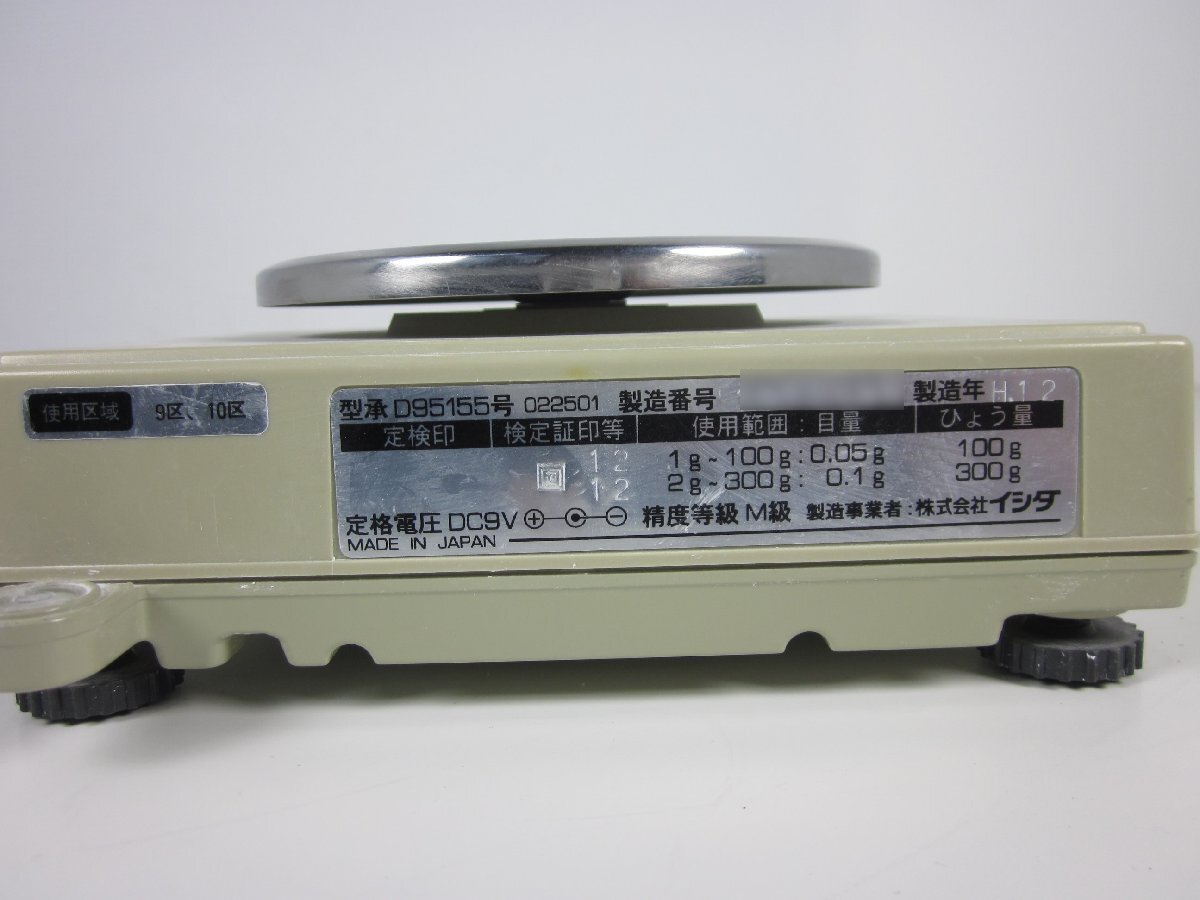 使用区域 9区、10区
型承 D95155号 022501 製造番号 製造年 H.12
定検印 検定証印等 使用範囲:目量 ひょう量
12 1g~100g:0.05g 100g
12 2g~300g: 0.1g 300g
定格電圧 DC9V 精度等級 M級 製造事業者:株式会社イシダ
MADE IN JAPAN